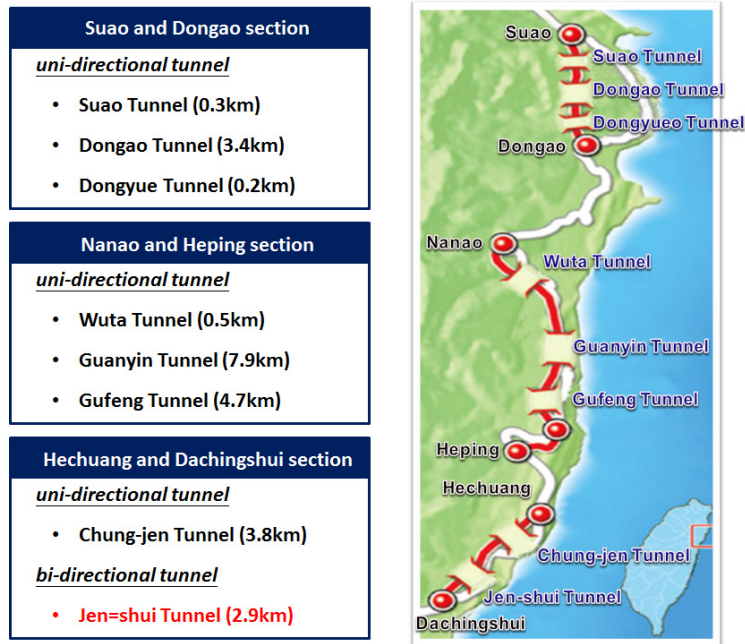 Suao and Dongao section
uni-directional tunnel
• Suao Tunnel (0.3km)
• Dongao Tunnel (3.4km)
• Dongyue Tunnel (0.2km)
Nanao and Heping section
uni-directional tunnel
• Wuta Tunnel (0.5km)
• Guanyin Tunnel (7.9km)
• Gufeng Tunnel (4.7km)
Hechuang and Dachingshui section
uni-directional tunnel
• Chung-jen Tunnel (3.8km)
bi-directional tunnel
• Jen=shui Tunnel (2.9km)
Suao
Suao Tunnel
Dongao Tunnel
Dongyueo Tunnel
Dongao
Nanao
Wuta Tunnel
Guanyin Tunnel
Gufeng Tunnel
Heping
Hechuang
Chung-jen Tunnel
Jen-shui Tunnel
Dachingshui